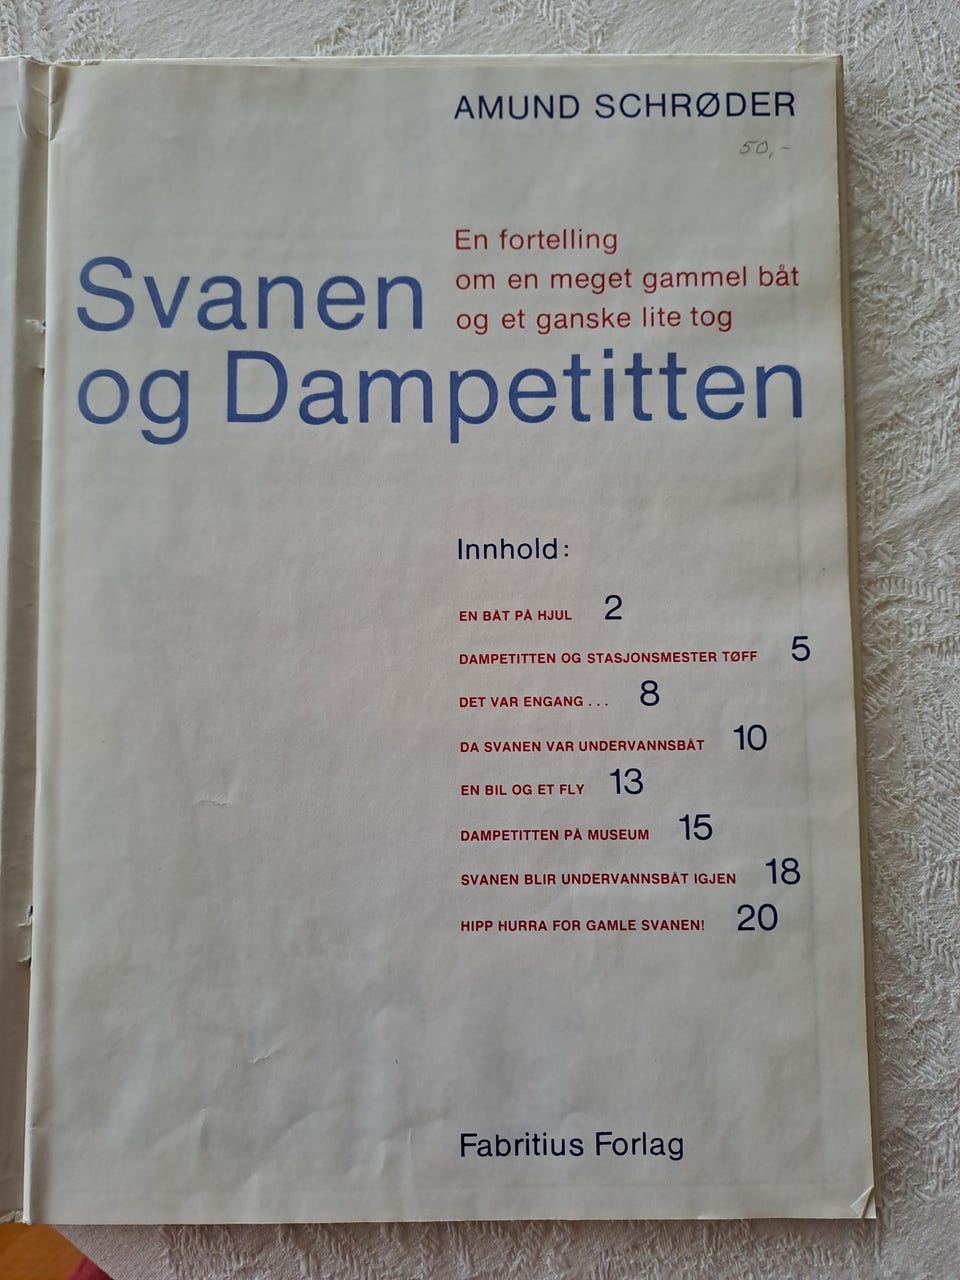 AMUND SCHRØDER
50,-
En fortelling
om en meget gammel båt
og et ganske lite tog
Svanen
og Dampetitten
Innhold:
EN BÅT PÅ HJUL 2
DAMPETITTEN OG STASJONSMESTER TØFF 5
DET VAR ENGANG . . . 8
DA SVANEN VAR UNDERVANNSBÅT 10
EN BIL OG ET FLY 13
DAMPETITTEN PÅ MUSEUM 15
SVANEN BLIR UNDERVANNSBÅT IGJEN 18
HIPP HURRA FOR GAMLE SVANEN! 20
Fabritius Forlag